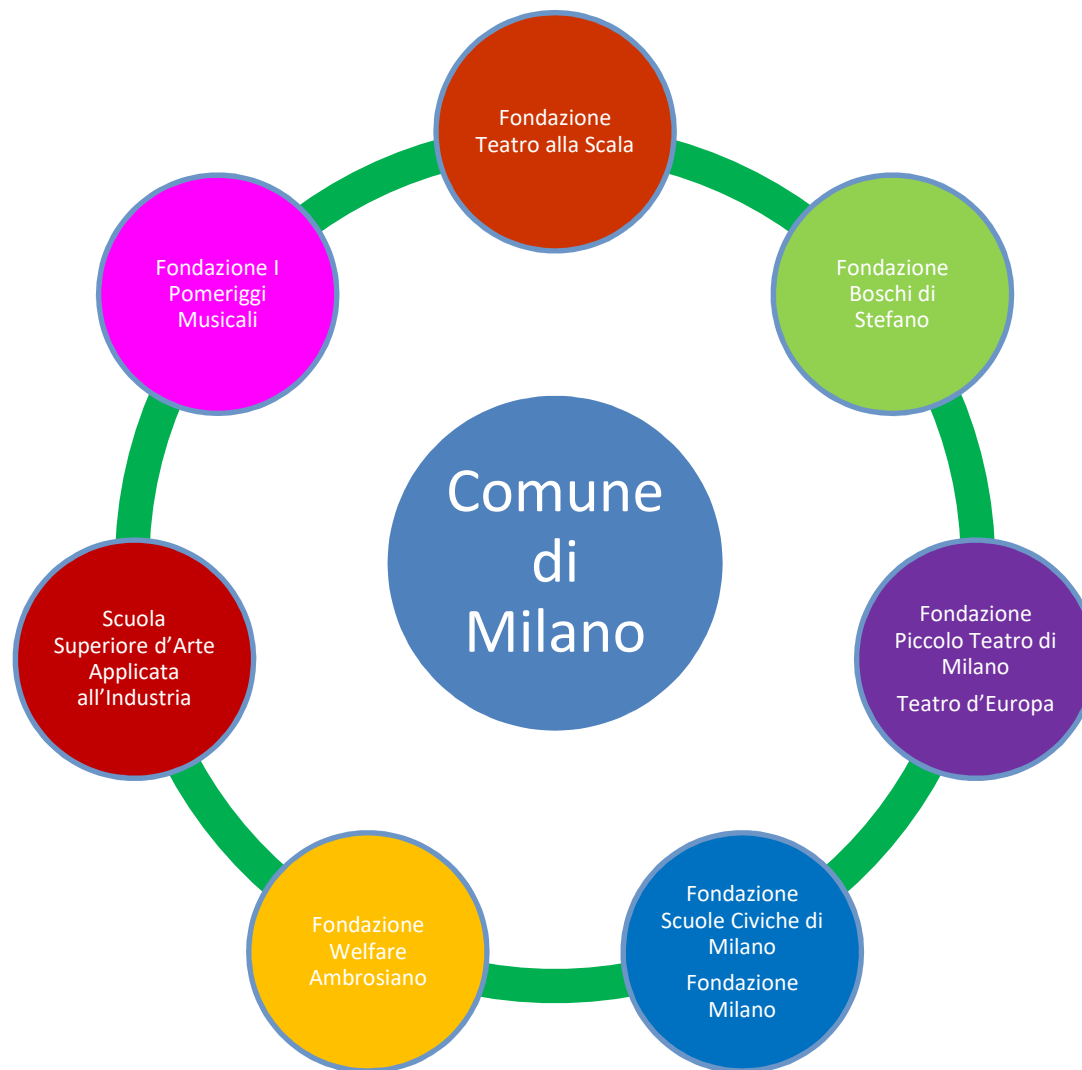 Fondazione
Teatro alla Scala
Fondazione
Boschi di
Stefano
Fondazione
Piccolo Teatro di
Milano
Teatro d’Europa
Fondazione
Scuole Civiche di
Milano
Fondazione
Milano
Fondazione
Welfare
Ambrosiano
Scuola
Superiore d’Arte
Applicata
all’Industria
Fondazione I
Pomeriggi
Musicali
Comune
di
Milano